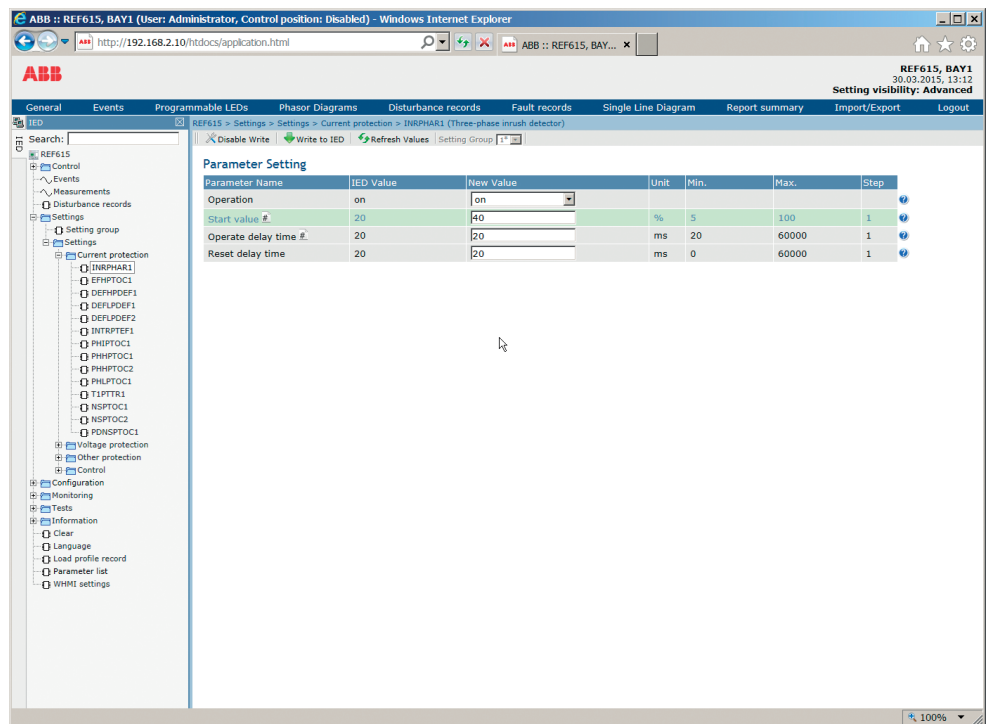 ABB :: REF615, BAY1 (User: Administrator, Control position: Disabled) - Windows Internet Explorer
http://192.168.2.10/htdocs/application.html
ABB :: REF615, BAY...
ABB
REF615, BAY1
30.03.2015, 13:12
Setting visibility: Advanced
General Events Programmable LEDs Phasor Diagrams Disturbance records Fault records Single Line Diagram Report summary Import/Export Logout
IED
REF615 > Settings > Settings > Current protection > INRPHAR1 (Three-phase inrush detector)
IED
Search:
Disable Write Write to IED Refresh Values Setting Group 1*
REF615
Control
Events
Measurements
Disturbance records
Settings
Setting group
Settings
Current protection
INRPHAR1
EFHPTOC1
DEFHPDEF1
DEFLPDEF1
DEFLPDEF2
INTRPTEF1
PHIPTOC1
PHHPTOC1
PHHPTOC2
PHLPTOC1
T1PTTR1
NSPTOC1
NSPTOC2
PDNSPTOC1
Voltage protection
Other protection
Control
Configuration
Monitoring
Tests
Information
Clear
Language
Load profile record
Parameter list
WHMI settings
Parameter Setting
Parameter Name IED Value New Value Unit Min. Max. Step
Operation on on
Start value # 20 40 % 5 100 1
Operate delay time # 20 20 ms 20 60000 1
Reset delay time 20 20 ms 0 60000 1
100%